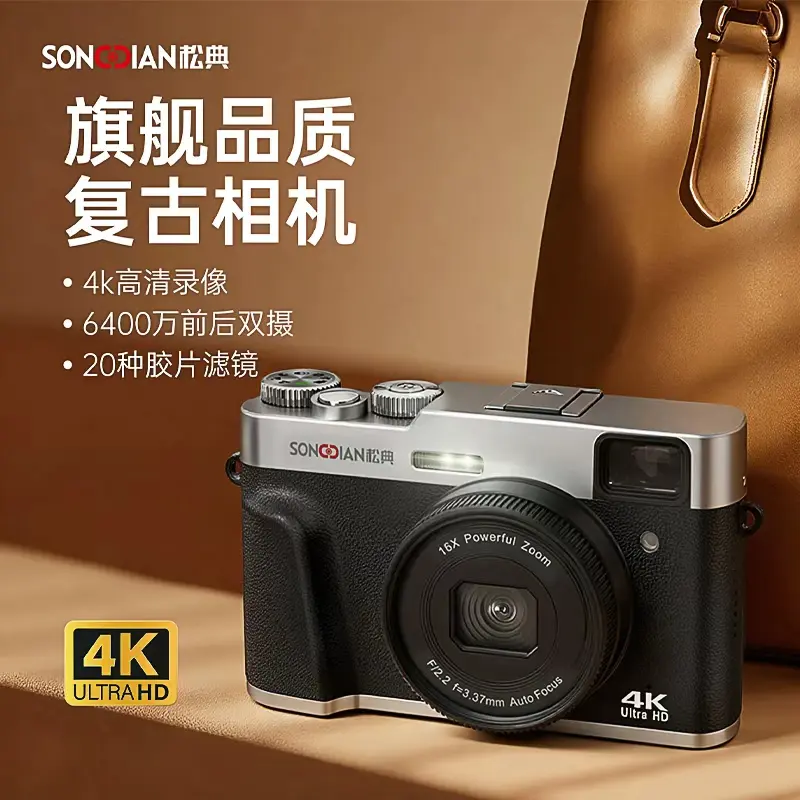 SONGDIAN松典
旗舰品质
复古相机
• 4k高清录像
• 6400万前后双摄
• 20种胶片滤镜
SONGDIAN松典
16X Powerful Zoom
F/2.2 f=3.37mm Auto Focus
4K
Ultra HD
4K
ULTRA HD